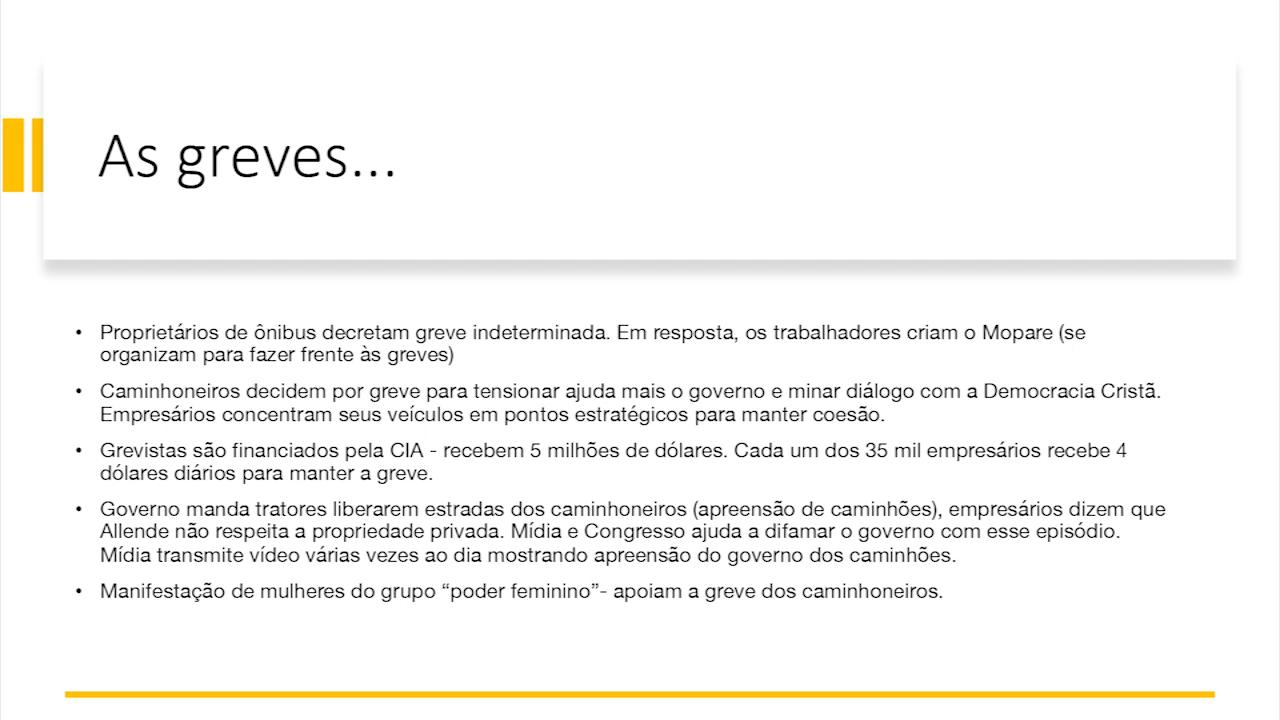 As greves...
• Proprietários de ônibus decretam greve indeterminada. Em resposta, os trabalhadores criam o Mopare (se
organizam para fazer frente às greves)
• Caminhoneiros decidem por greve para tensionar ajuda mais o governo e minar diálogo com a Democracia Cristã.
Empresários concentram seus veículos em pontos estratégicos para manter coesão.
• Grevistas são financiados pela CIA - recebem 5 milhões de dólares. Cada um dos 35 mil empresários recebe 4
dólares diários para manter a greve.
• Governo manda tratores liberarem estradas dos caminhoneiros (apreensão de caminhões), empresários dizem que
Allende não respeita a propriedade privada. Mídia e Congresso ajuda a difamar o governo com esse episódio.
Mídia transmite vídeo várias vezes ao dia mostrando apreensão do governo dos caminhões.
• Manifestação de mulheres do grupo “poder feminino”- apoiam a greve dos caminhoneiros.